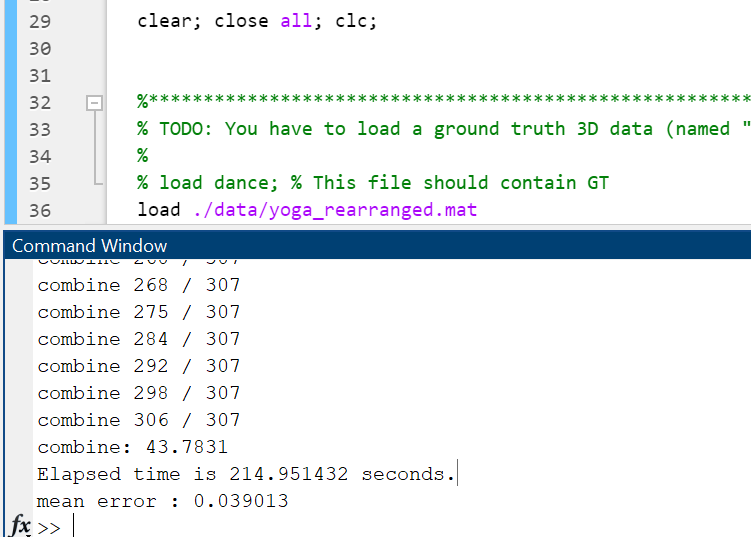 29 clear; close all; clc;
30
31
32 %*******************************************************
33 % TODO: You have to load a ground truth 3D data (named "
34 %
35 % load dance; % This file should contain GT
36 load ./data/yoga_rearranged.mat
Command Window
combine 268 / 307
combine 275 / 307
combine 284 / 307
combine 292 / 307
combine 298 / 307
combine 306 / 307
combine: 43.7831
Elapsed time is 214.951432 seconds.
mean error : 0.039013
fx >>